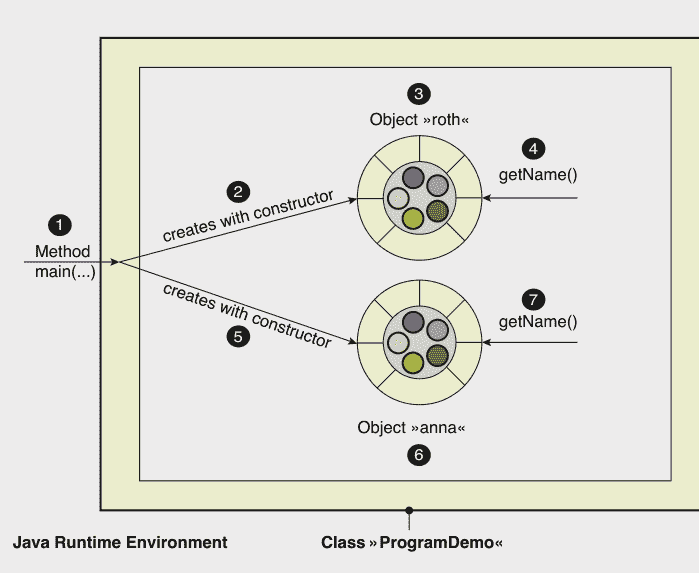 3
Object »roth«
4
getName()
2
creates with constructor
1
Method
main(...)
creates with constructor
5
7
getName()
Object »anna«
6
Java Runtime Environment
Class »ProgramDemo«